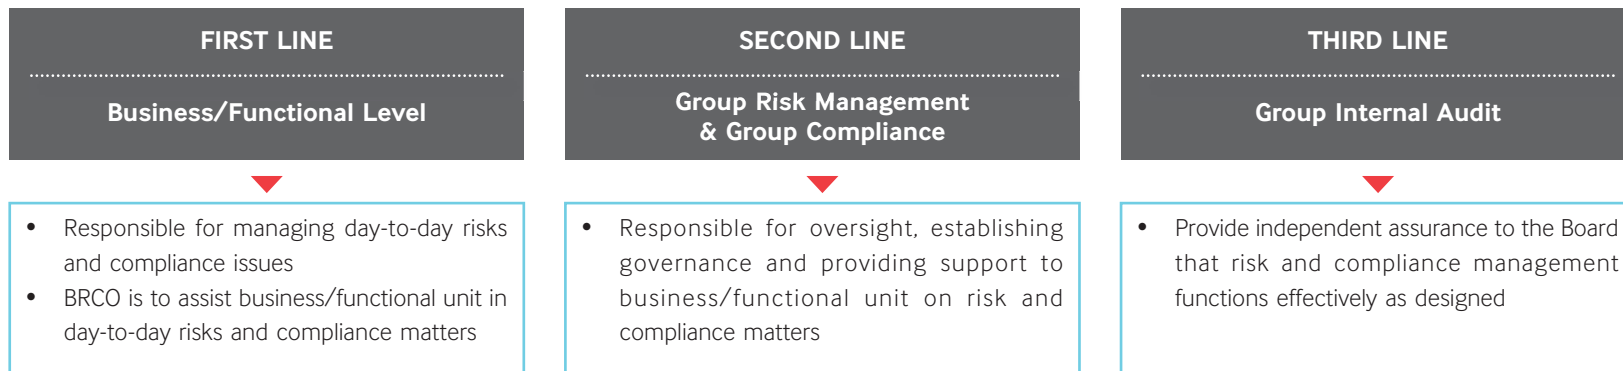 FIRST LINE
Business/Functional Level
• Responsible for managing day-to-day risks
and compliance issues
• BRCO is to assist business/functional unit in
day-to-day risks and compliance matters
SECOND LINE
Group Risk Management
& Group Compliance
• Responsible for oversight, establishing
governance and providing support to
business/functional unit on risk and
compliance matters
THIRD LINE
Group Internal Audit
• Provide independent assurance to the Board
that risk and compliance management
functions effectively as designed